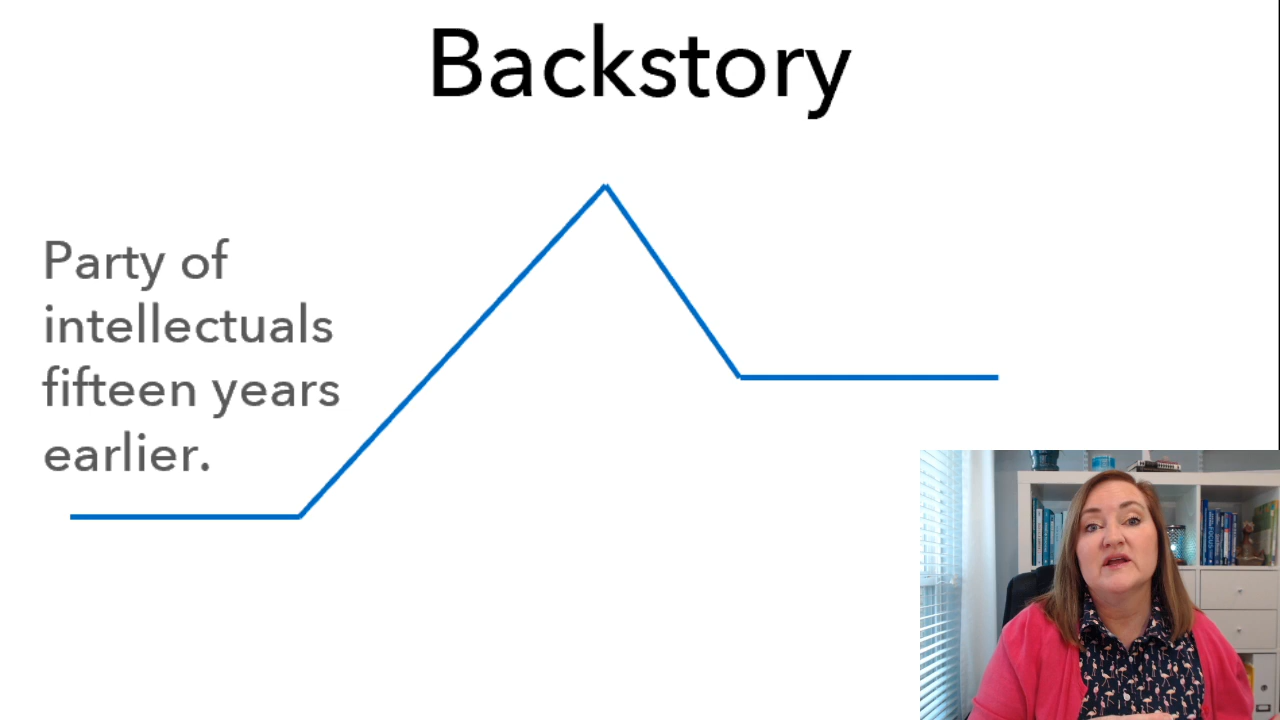 Backstory
Party of
intellectuals
fifteen years
earlier.